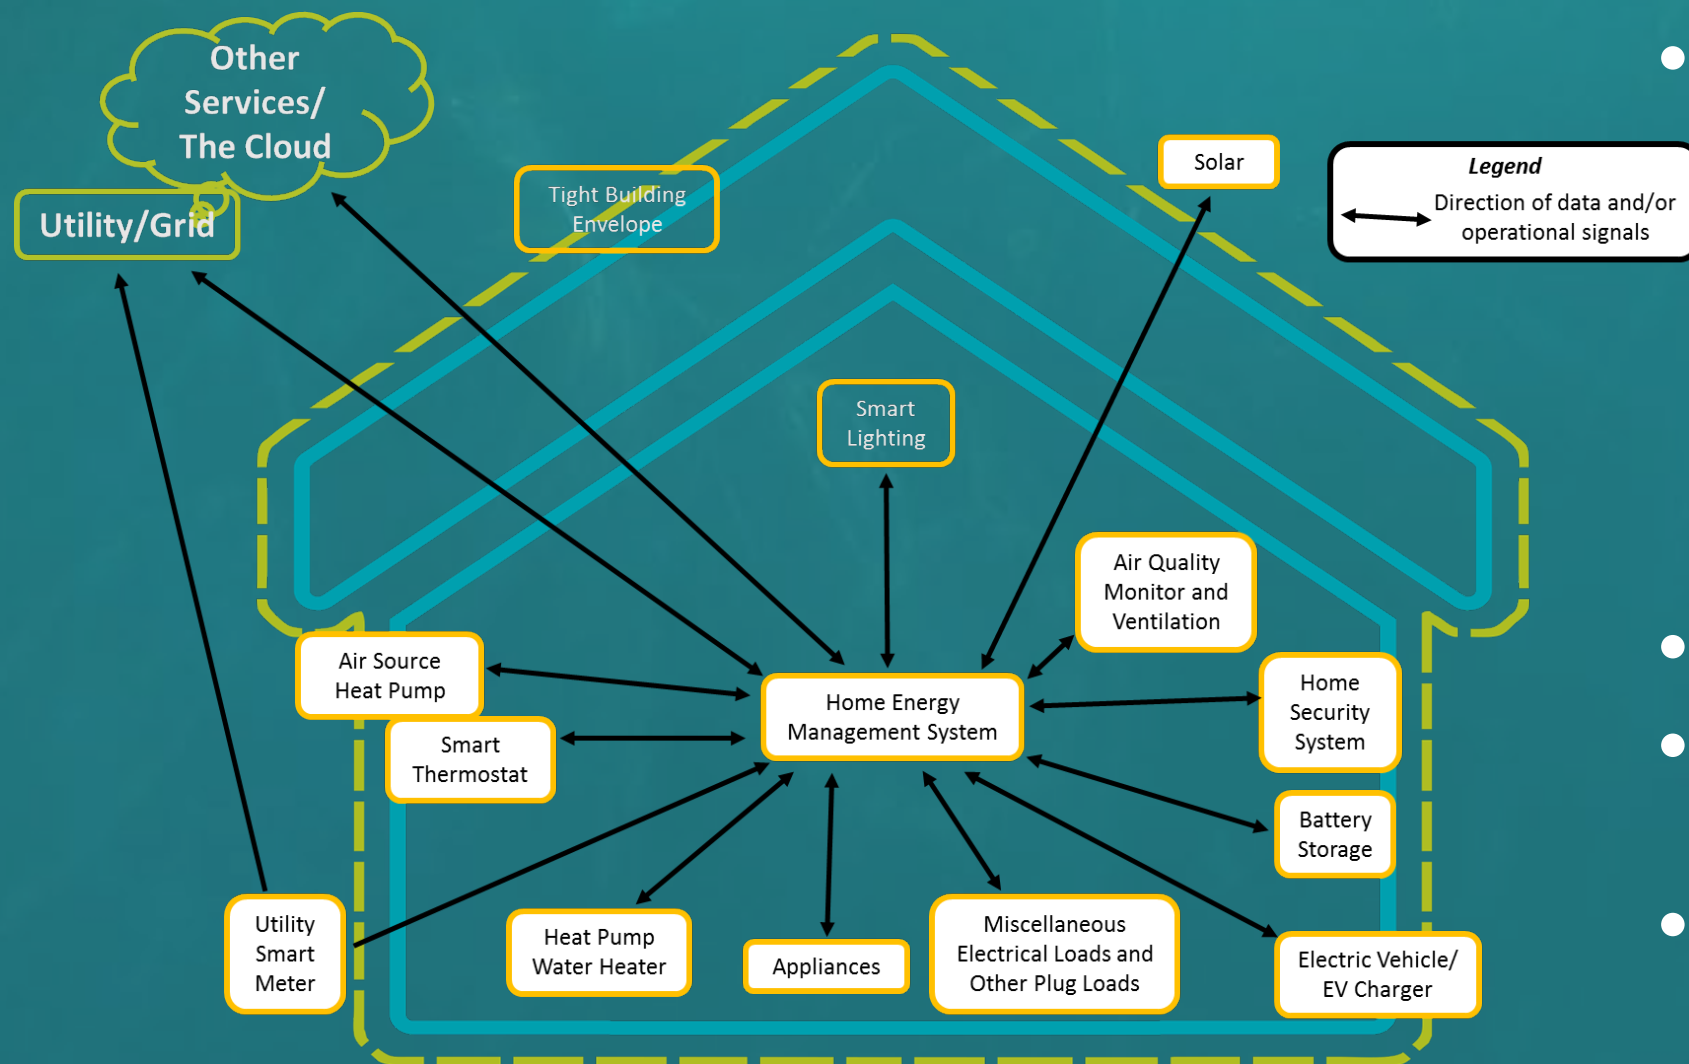 Other
Services/
The Cloud
Utility/Grid
Tight Building
Envelope
Solar
Legend
Direction of data and/or
operational signals
Smart
Lighting
Air Quality
Monitor and
Ventilation
Air Source
Heat Pump
Home Energy
Management System
Home
Security
System
Smart
Thermostat
Battery
Storage
Utility
Smart
Meter
Heat Pump
Water Heater
Appliances
Miscellaneous
Electrical Loads and
Other Plug Loads
Electric Vehicle/
EV Charger